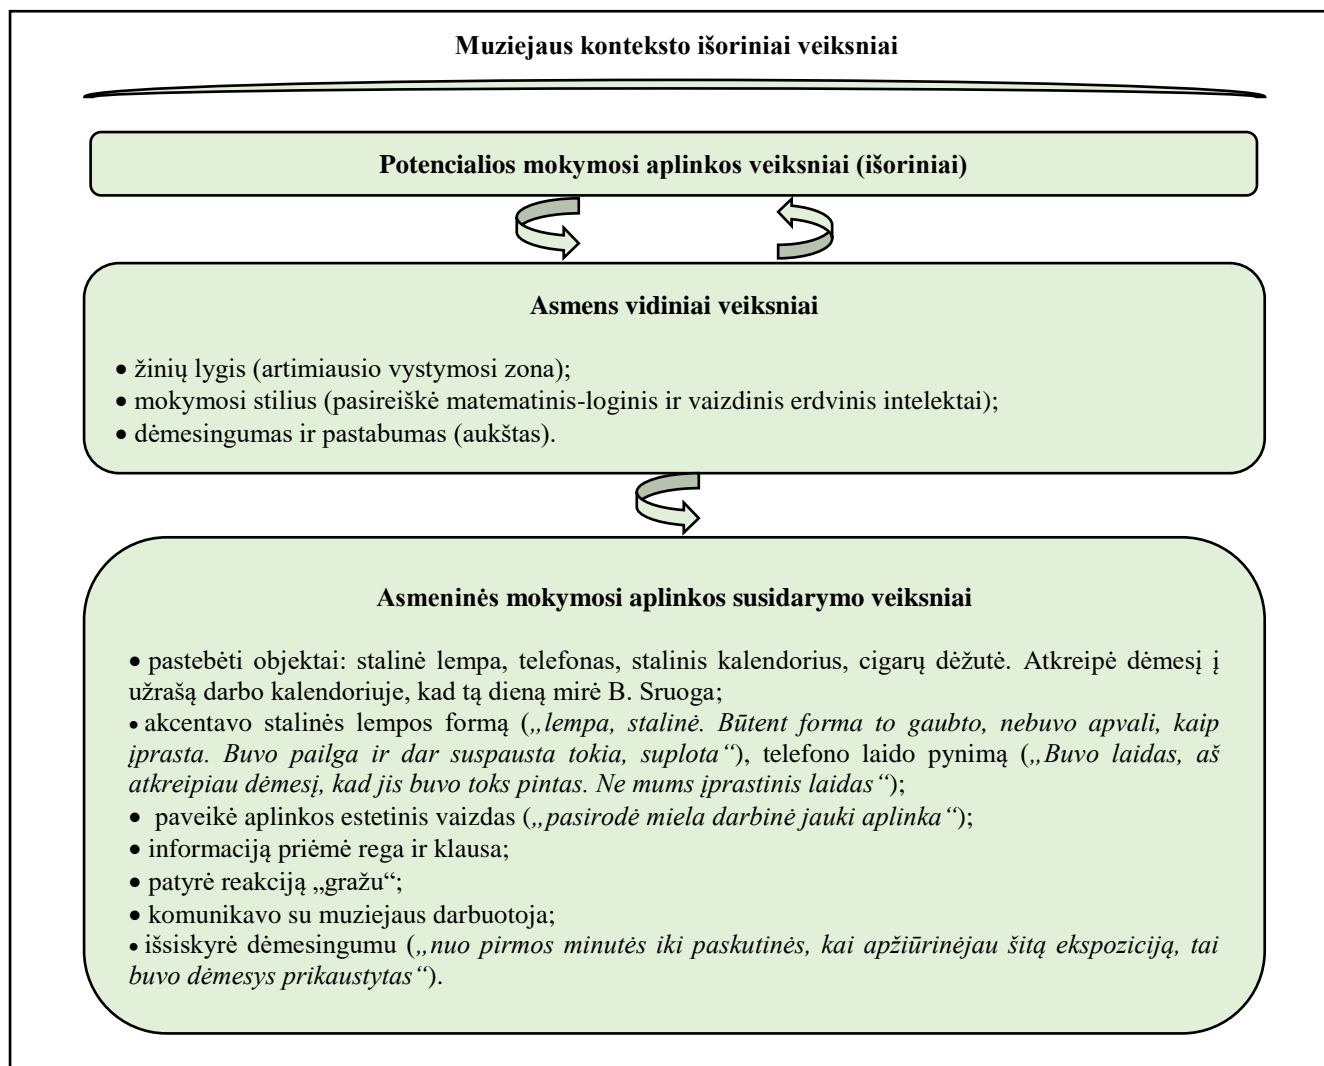 Muziejaus konteksto išoriniai veiksniai
Potencialios mokymosi aplinkos veiksniai (išoriniai)
Asmens vidiniai veiksniai
• žinių lygis (artimiausio vystymosi zona);
• mokymosi stilius (pasireiškė matematinis-loginis ir vaizdinis erdvinis intelektai);
• dėmesingumas ir pastabumas (aukštas).
Asmeninės mokymosi aplinkos susidarymo veiksniai
• pastebėti objektai: stalinė lempa, telefonas, stalinis kalendorius, cigarų dėžutė. Atkreipė dėmesį į
užrašą darbo kalendoriuje, kad tą dieną mirė B. Sruoga;
• akcentavo stalinės lempos formą („lempa, stalinė. Būtent forma to gaubto, nebuvo apvali, kaip
įprasta. Buvo pailga ir dar suspausta tokia, suplota“), telefono laido pynimą („Buvo laidas, aš
atkreipiau dėmesį, kad jis buvo toks pintas. Ne mums įprastinis laidas“);
• paveikė aplinkos estetinis vaizdas („pasirodė miela darbinė jauki aplinka“);
• informaciją priėmė rega ir klausa;
• patyrė reakciją „gražu“;
• komunikavo su muziejaus darbuotoja;
• išsiskyrė dėmesingumu („nuo pirmos minutės iki paskutinės, kai apžiūrinėjau šitą ekspoziciją, tai
buvo dėmesys prikaustytas“).